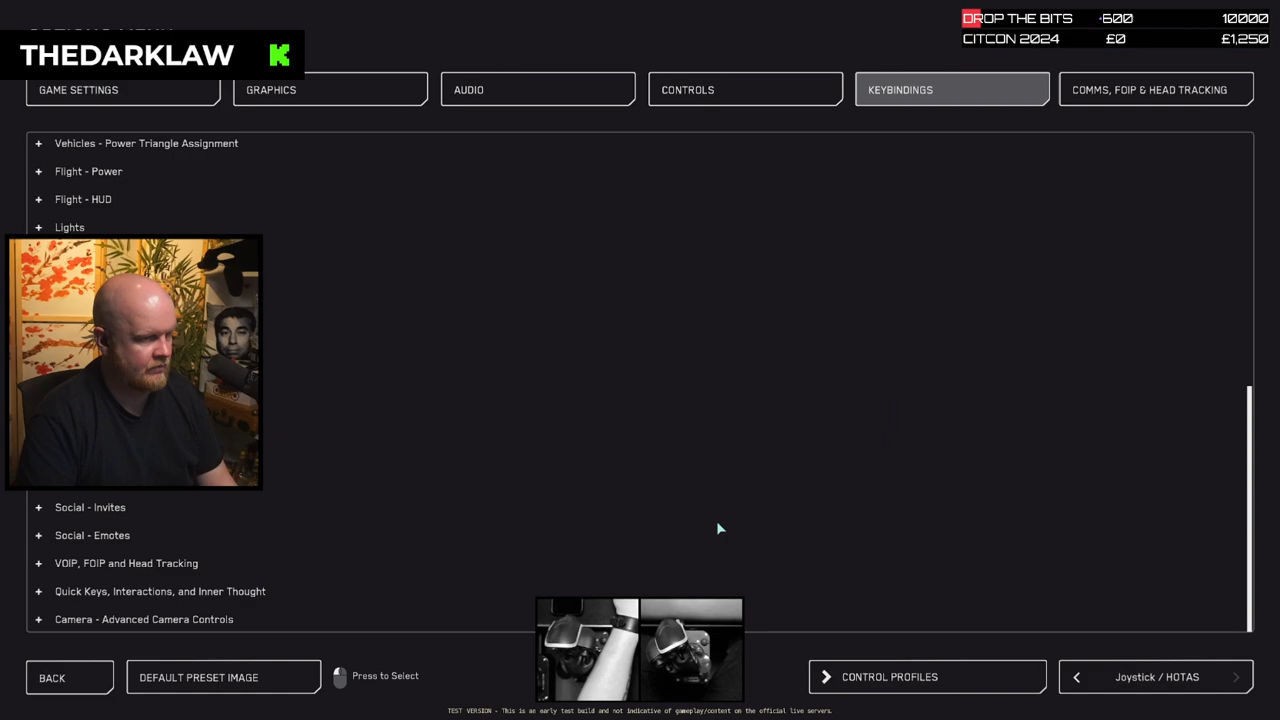 DROP THE BITS 600 10000
CITCON 2024 £0 £1,250
THEDARKLAW K
GAME SETTINGS
GRAPHICS
AUDIO
CONTROLS
KEYBINDINGS
COMMS, FOIP & HEAD TRACKING
+ Vehicles - Power Triangle Assignment
+ Flight - Power
+ Flight - HUD
+ Lights
+ Social - Invites
+ Social - Emotes
+ VOIP, FOIP and Head Tracking
+ Quick Keys, Interactions, and Inner Thought
+ Camera - Advanced Camera Controls
BACK
DEFAULT PRESET IMAGE
Press to Select
CONTROL PROFILES
Joystick / HOTAS
TEST VERSION - This is an early test build and not indicative of gameplay/content on the official live servers.